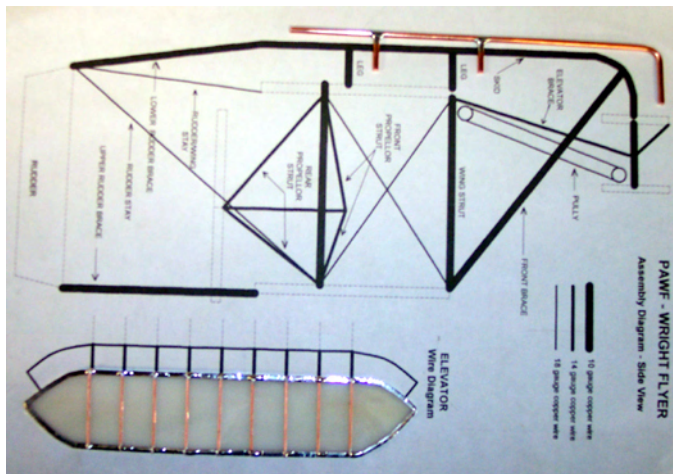 PAWF - WRIGHT FLYER
Assembly Diagram - Side View
10 gauge copper wire
14 gauge copper wire
18 gauge copper wire
ELEVATOR
BRACE
SKID
LEG
LEG
PULLY
FRONT BRACE
WING STRUT
FRONT
PROPELLOR
STRUT
REAR
PROPELLOR
STRUT
RUDDER/WING
STAY
LOWER RUDDER BRACE
RUDDER STAY
UPPER RUDDER BRACE
RUDDER
ELEVATOR
Wire Diagram